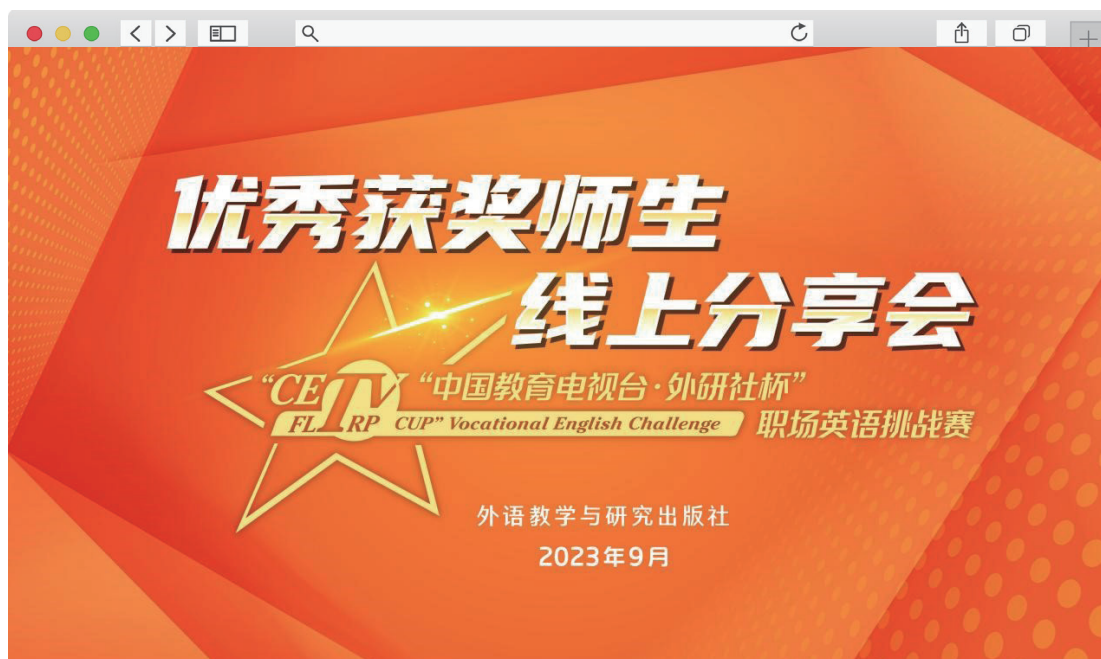 优秀获奖师生
线上分享会
“CETV “中国教育电视台·外研社杯”
FLTRP CUP” Vocational English Challenge 职场英语挑战赛
外语教学与研究出版社
2023年9月